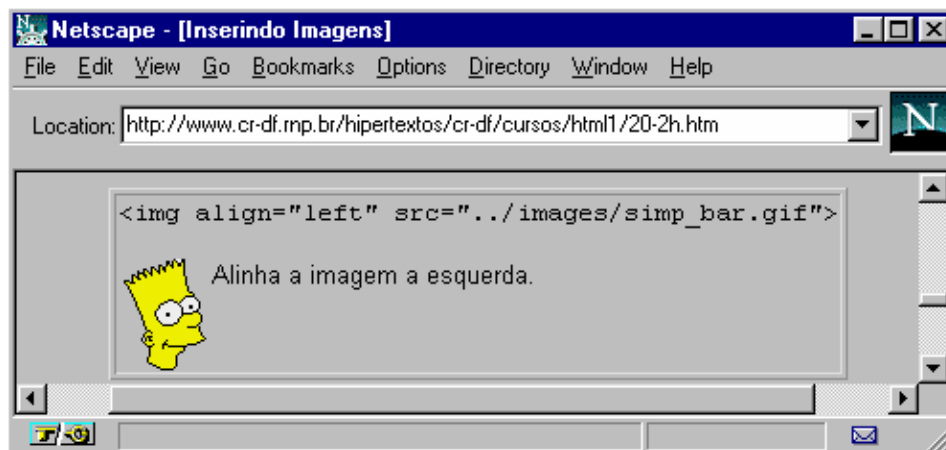 Netscape - [Inserindo Imagens]
File Edit View Go Bookmarks Options Directory Window Help
Location: http://www.cr-df.rnp.br/hipertextos/cr-df/cursos/html1/20-2h.htm
N
<img align="left" src="../images/simp_bar.gif">
Alinha a imagem a esquerda.